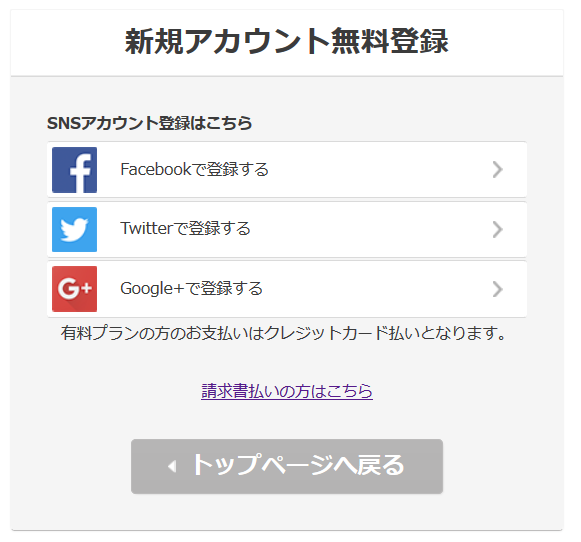 新規アカウント無料登録
SNSアカウント登録はこちら
Facebookで登録する
Twitterで登録する
G+
Google+で登録する
有料プランの方のお支払いはクレジットカード払いとなります。
請求書払いの方はこちら
トップページへ戻る